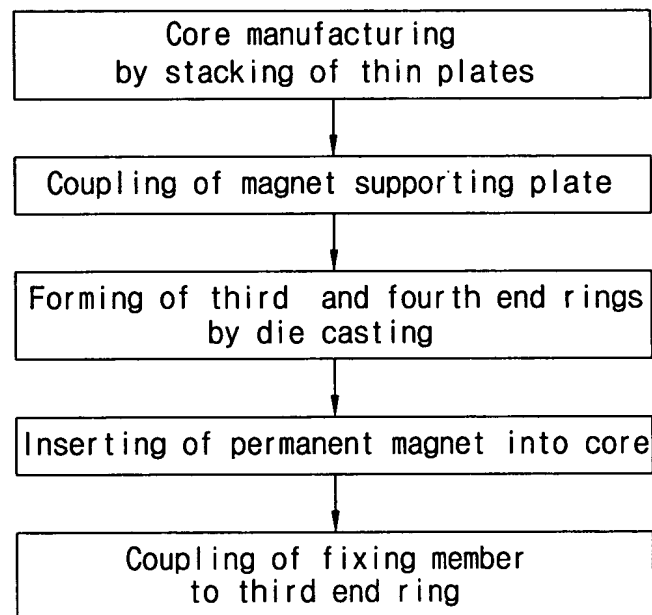 Core manufacturing
by stacking of thin plates
Coupling of magnet supporting plate
Forming of third and fourth end rings
by die casting
Inserting of permanent magnet into core
Coupling of fixing member
to third end ring